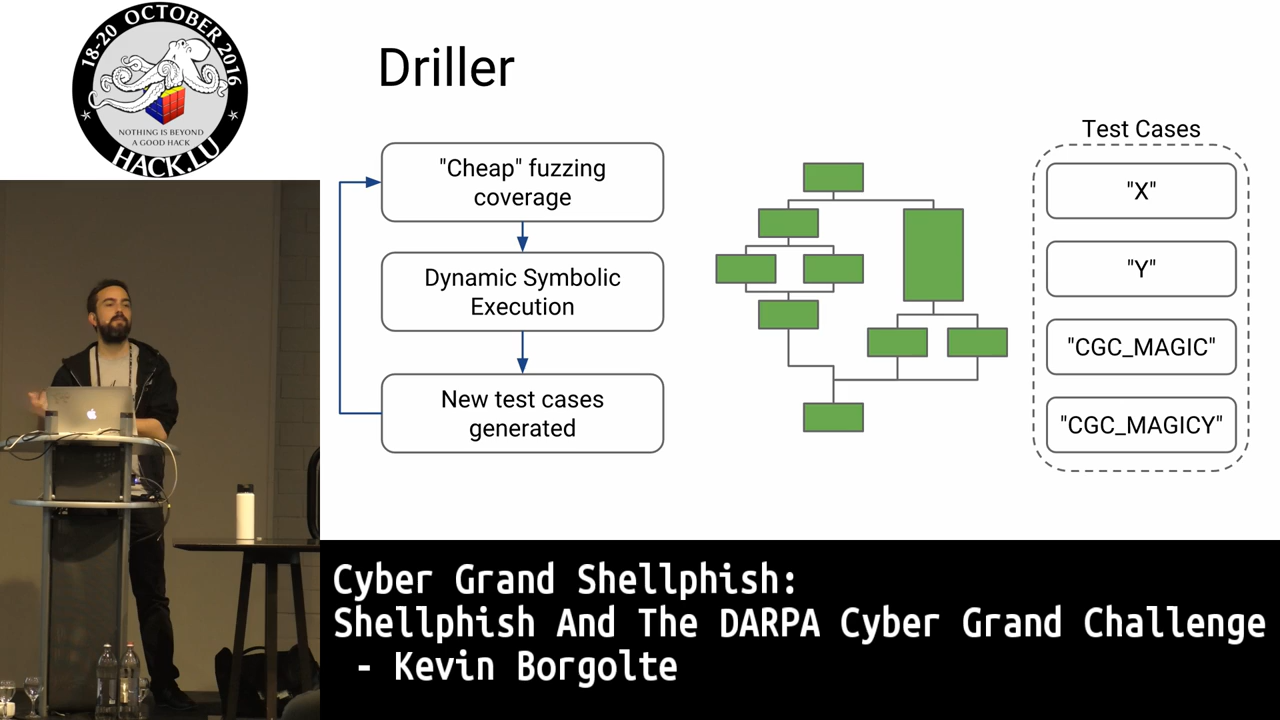 18-20 OCTOBER 2016
NOTHING IS BEYOND
A GOOD HACK
HACK.LU
Driller
"Cheap" fuzzing
coverage
Dynamic Symbolic
Execution
New test cases
generated
Test Cases
"X"
"Y"
"CGC_MAGIC"
"CGC_MAGICY"
Cyber Grand Shellphish:
Shellphish And The DARPA Cyber Grand Challenge
- Kevin Borgolte